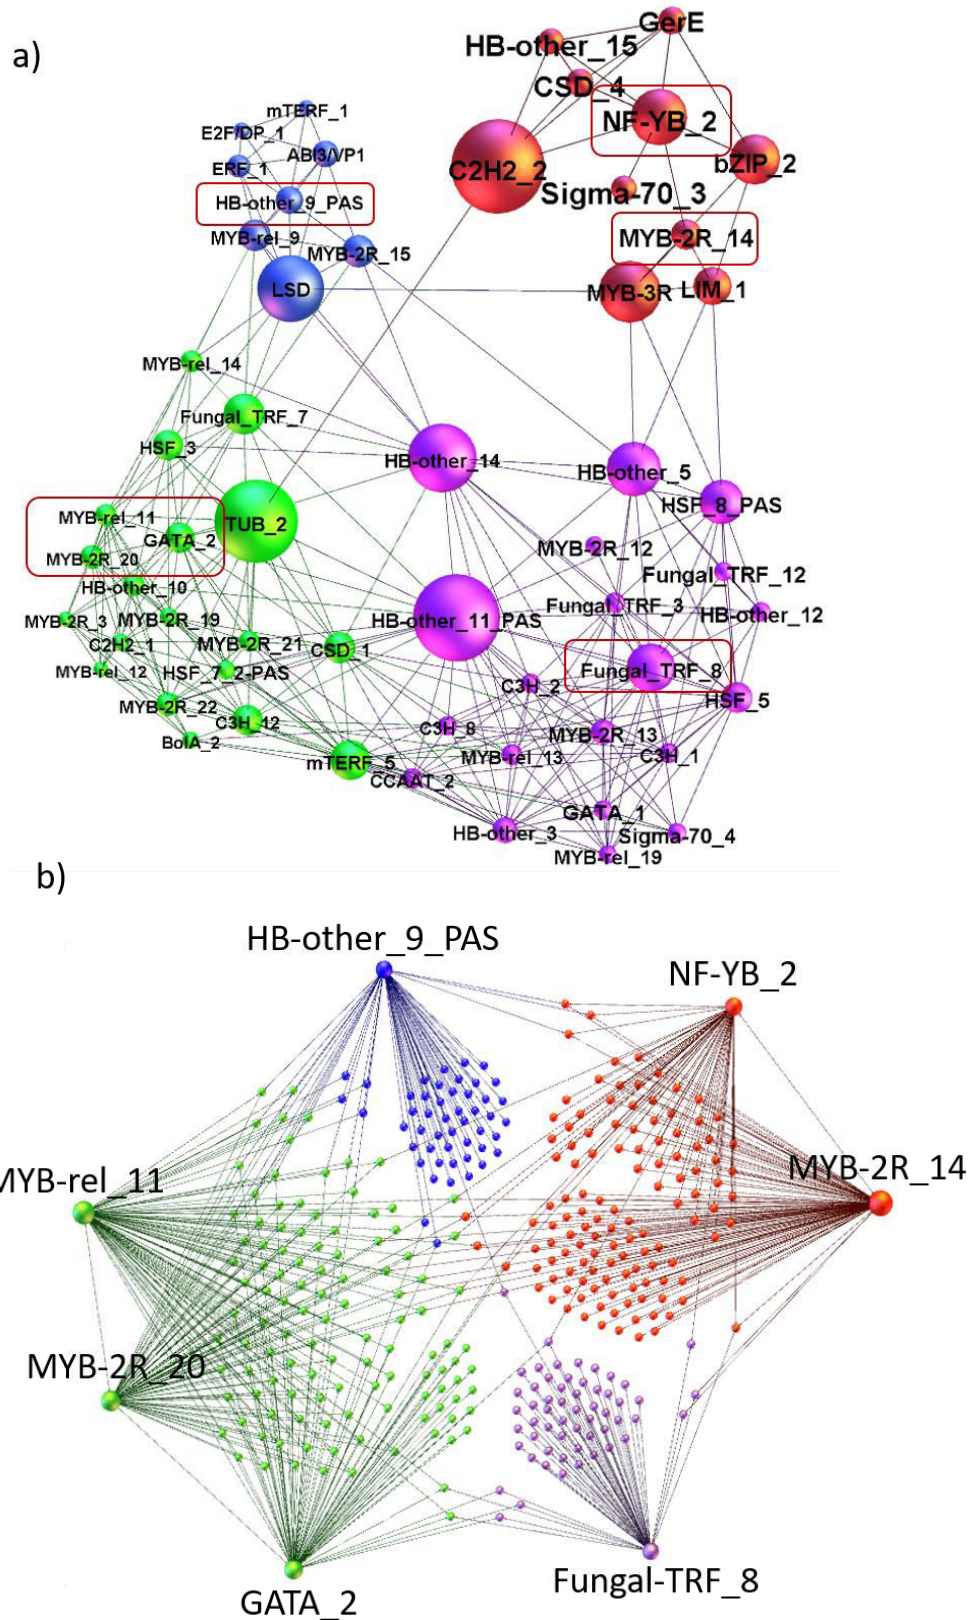 a)
GerE
HB-other_15
CSD_4
mTERF_1
NF-YB_2
E2F/DP_1
ABI3/VP1
bZIP_2
ERF_1
C2H2_2
Sigma-70_3
HB-other_9_PAS
MYB-rel_9
MYB-2R_14
MYB-2R_15
LSD
MYB-3R
LIM_1
MYB-rel_14
Fungal_TRF_7
HSF_3
HB-other_14
HB-other_5
HSF_8_PAS
MYB-rel_11
TUB_2
GATA_2
MYB-2R_12
MYB-2R_20
Fungal_TRF_12
HB-other_10
Fungal_TRF_3
HB-other_12
MYB-2R_3
MYB-2R_19
HB-other_11_PAS
C2H2_1
MYB-2R_21
CSD_1
MYB-rel_12
HSF_7_2-PAS
Fungal_TRF_8
C3H_2
HSF_5
MYB-2R_22
C3H_12
C3H_8
MYB-2R_13
BolA_2
MYB-rel_13
C3H_1
mTERF_5
CCAAT_2
GATA_1
HB-other_3
Sigma-70_4
MYB-rel_19
b)
HB-other_9_PAS
NF-YB_2
MYB-2R_14
MYB-rel_11
MYB-2R_20
Fungal-TRF_8
GATA_2